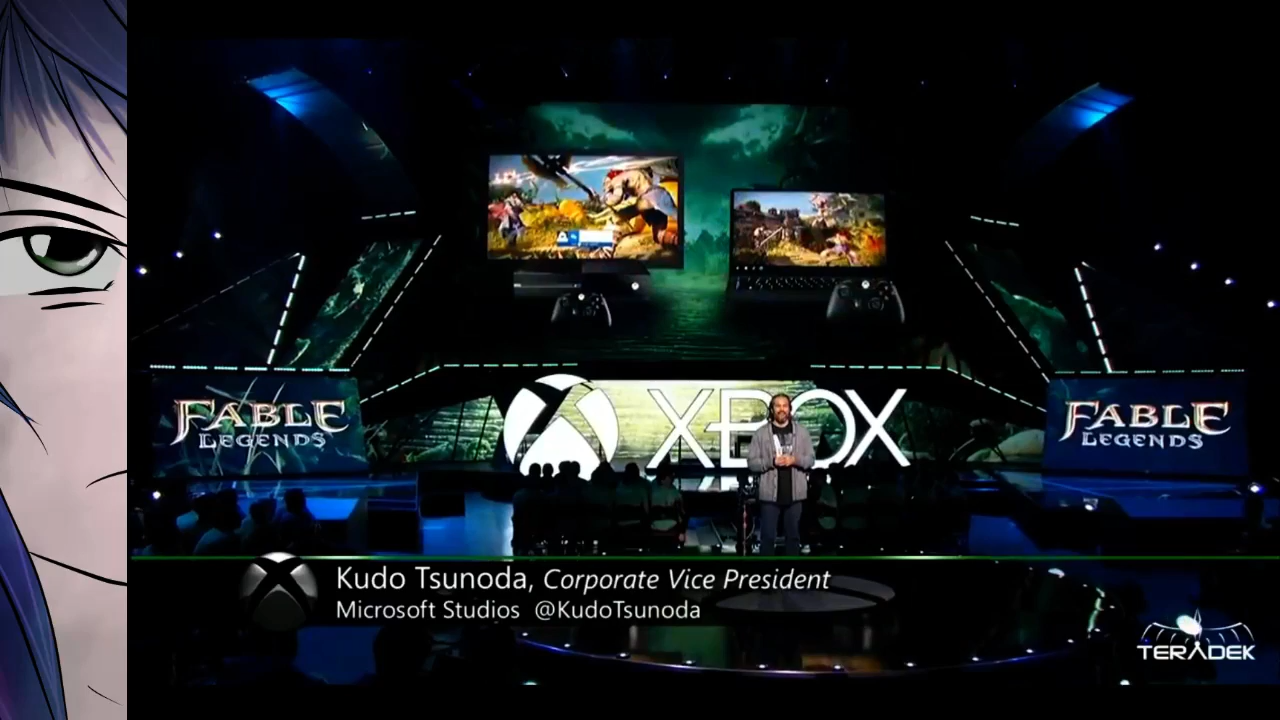 FABLE
LEGENDS
XBOX
FABLE
LEGENDS
Kudo Tsunoda, Corporate Vice President
Microsoft Studios @KudoTsunoda
TERADEK